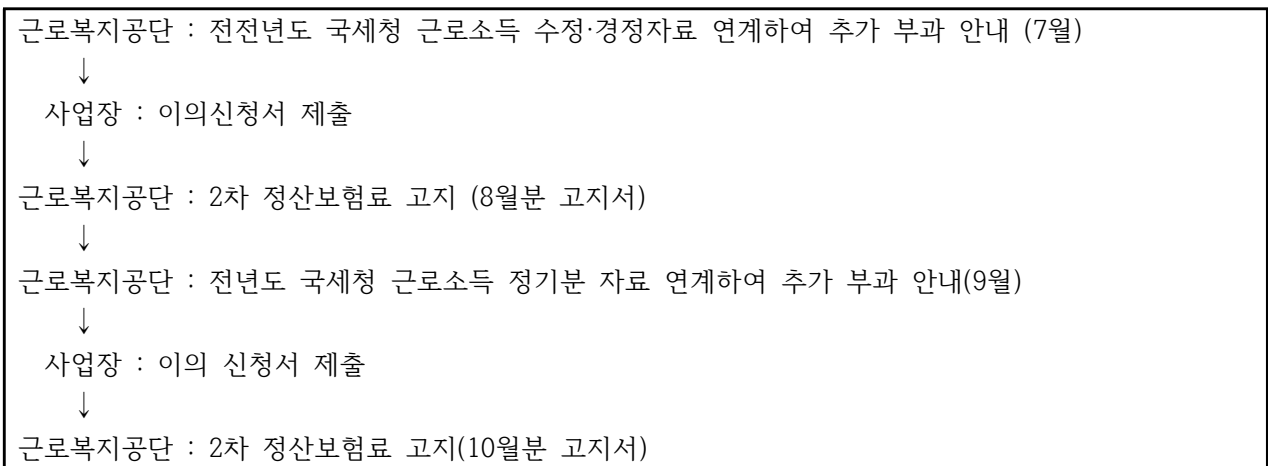 근로복지공단 : 전전년도 국세청 근로소득 수정·경정자료 연계하여 추가 부과 안내 (7월)
↓
사업장 : 이의신청서 제출
↓
근로복지공단 : 2차 정산보험료 고지 (8월분 고지서)
↓
근로복지공단 : 전년도 국세청 근로소득 정기분 자료 연계하여 추가 부과 안내(9월)
↓
사업장 : 이의 신청서 제출
↓
근로복지공단 : 2차 정산보험료 고지(10월분 고지서)